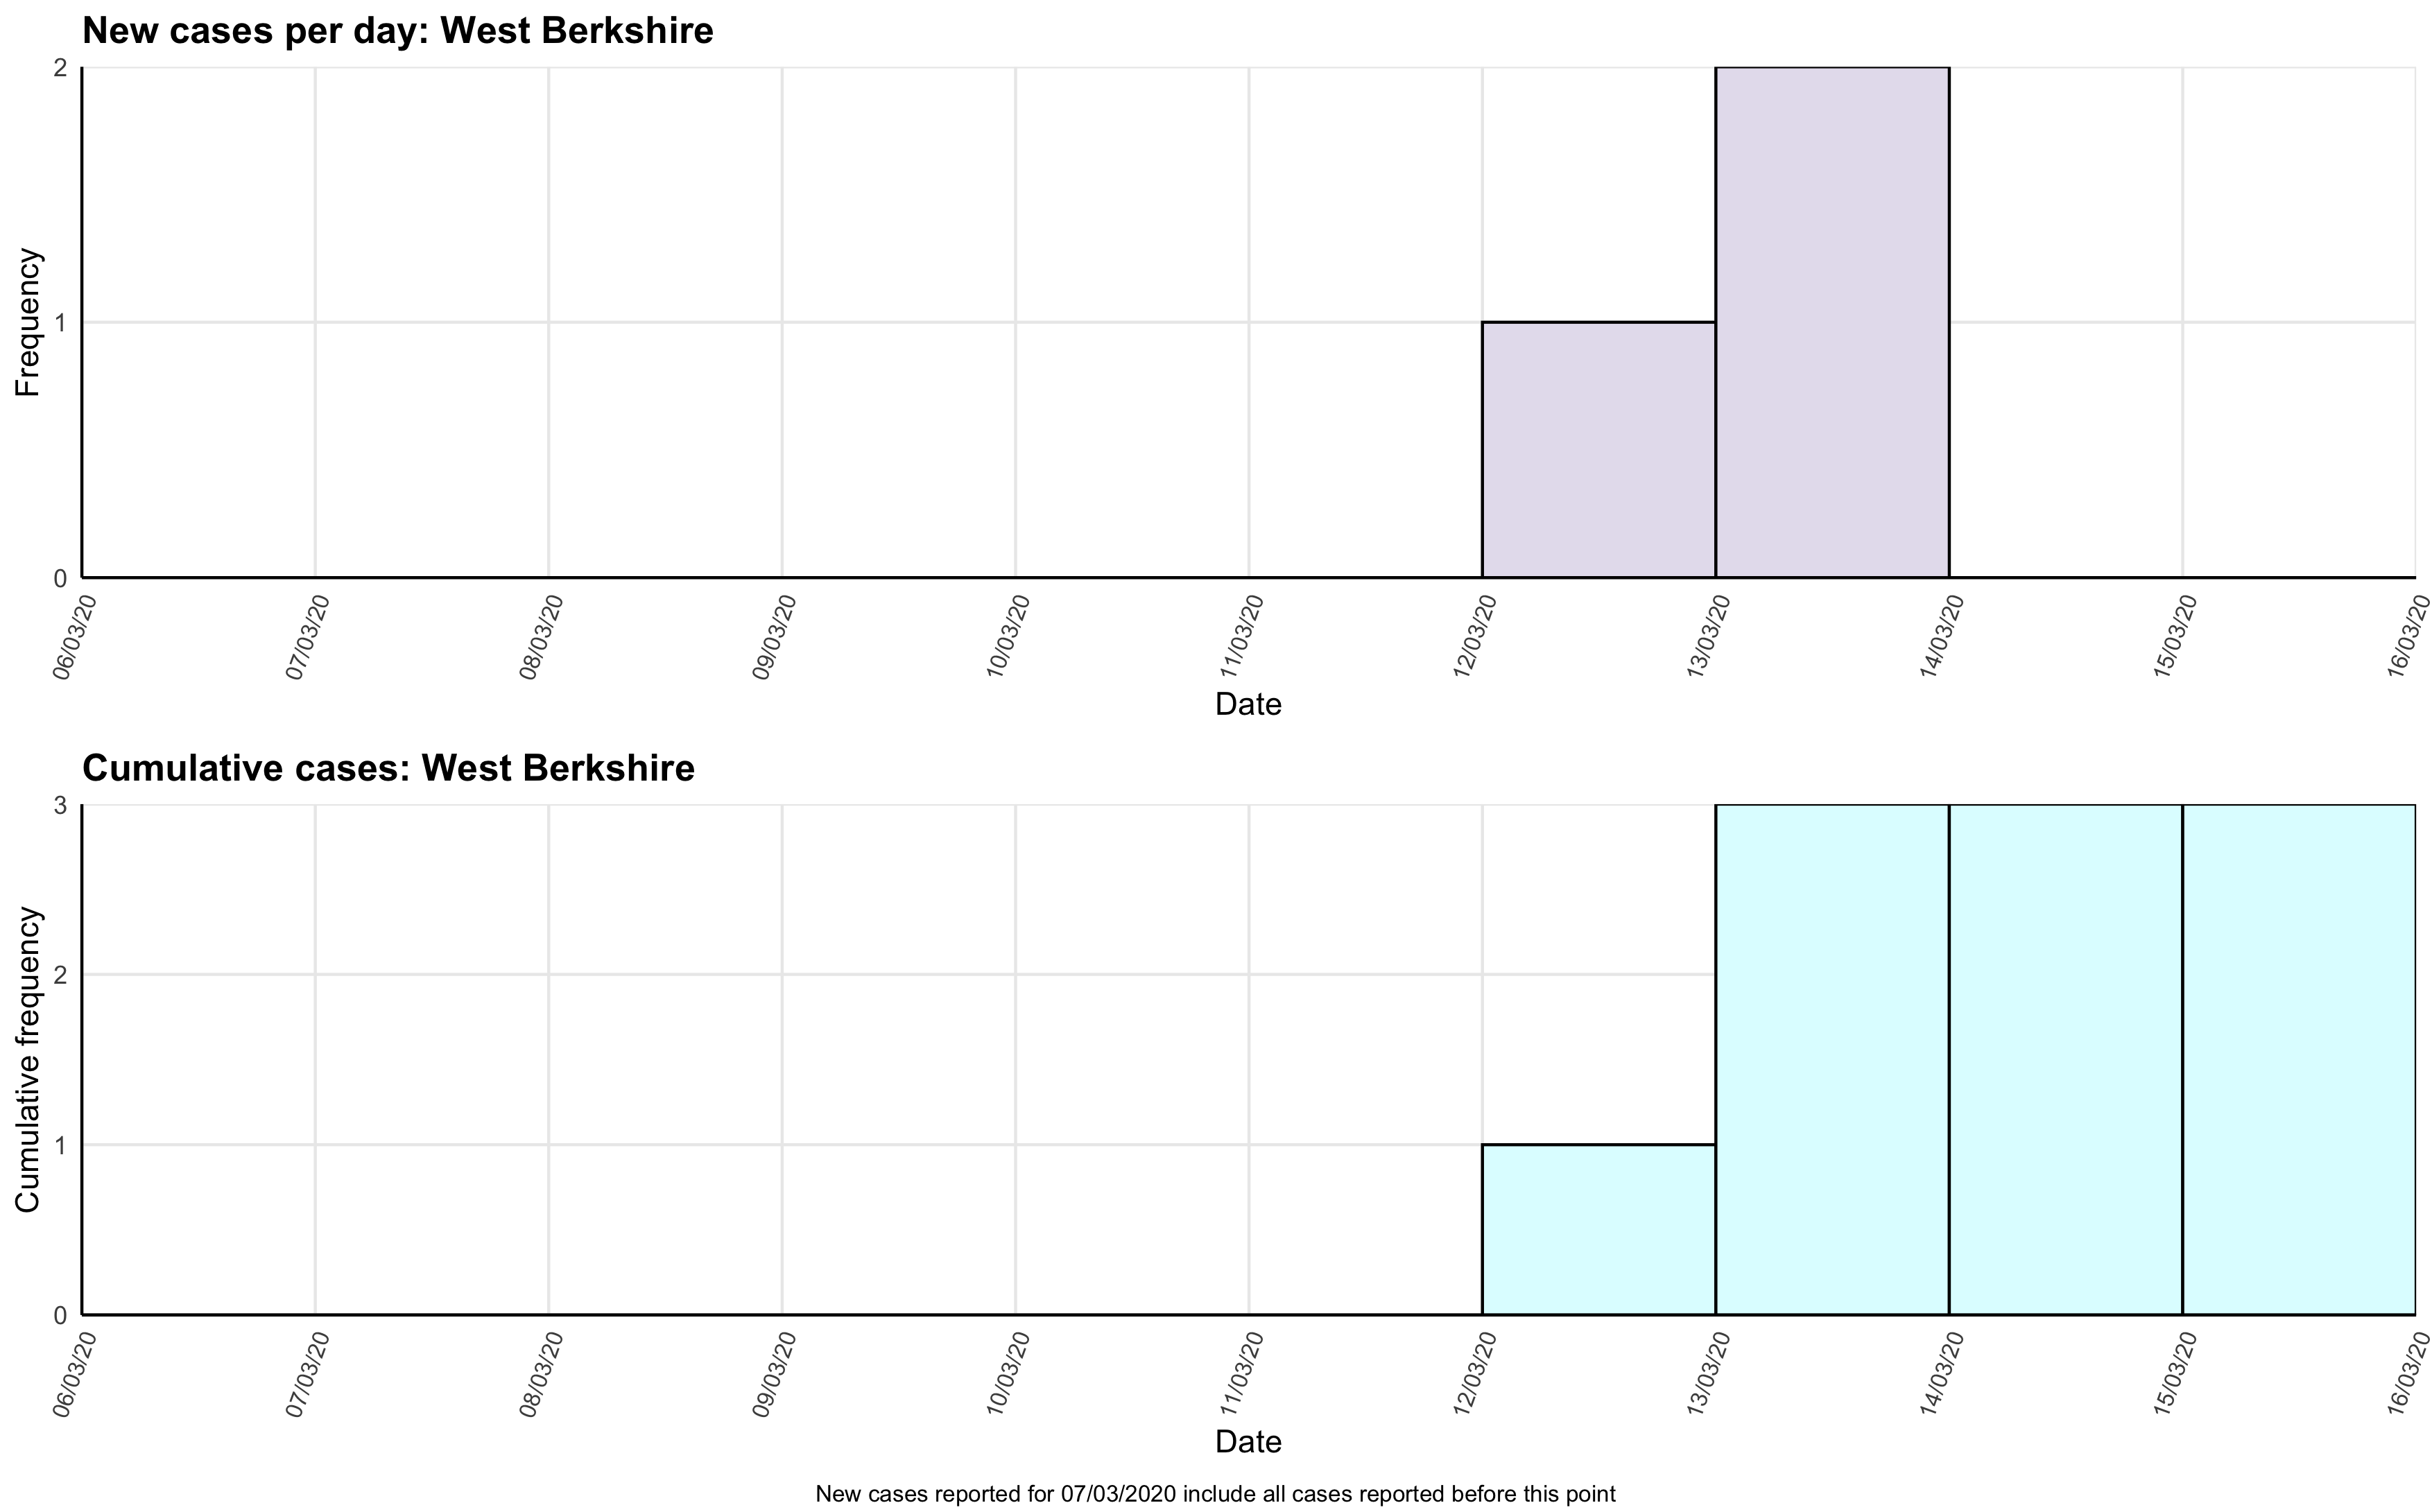 New cases per day: West Berkshire
2
1
0
Frequency
06/03/20 07/03/20 08/03/20 09/03/20 10/03/20 11/03/20 12/03/20 13/03/20 14/03/20 15/03/20 16/03/20
Date
Cumulative cases: West Berkshire
3
2
1
0
Cumulative frequency
06/03/20 07/03/20 08/03/20 09/03/20 10/03/20 11/03/20 12/03/20 13/03/20 14/03/20 15/03/20 16/03/20
Date
New cases reported for 07/03/2020 include all cases reported before this point